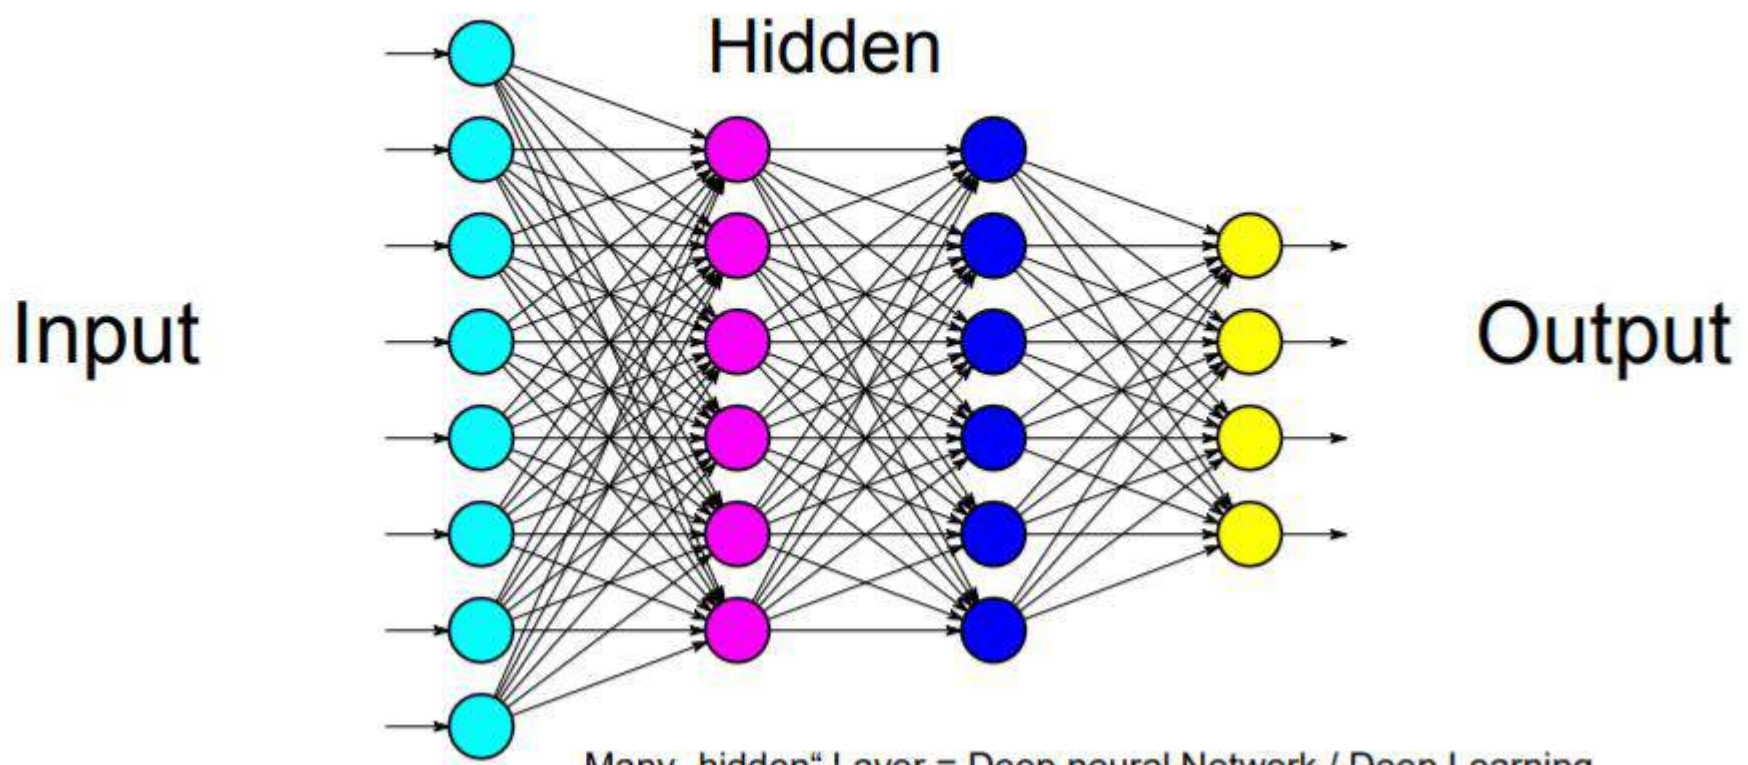 Hidden
Input
Output
Many „hidden“ Layer = Deep neural Network / Deep Learning